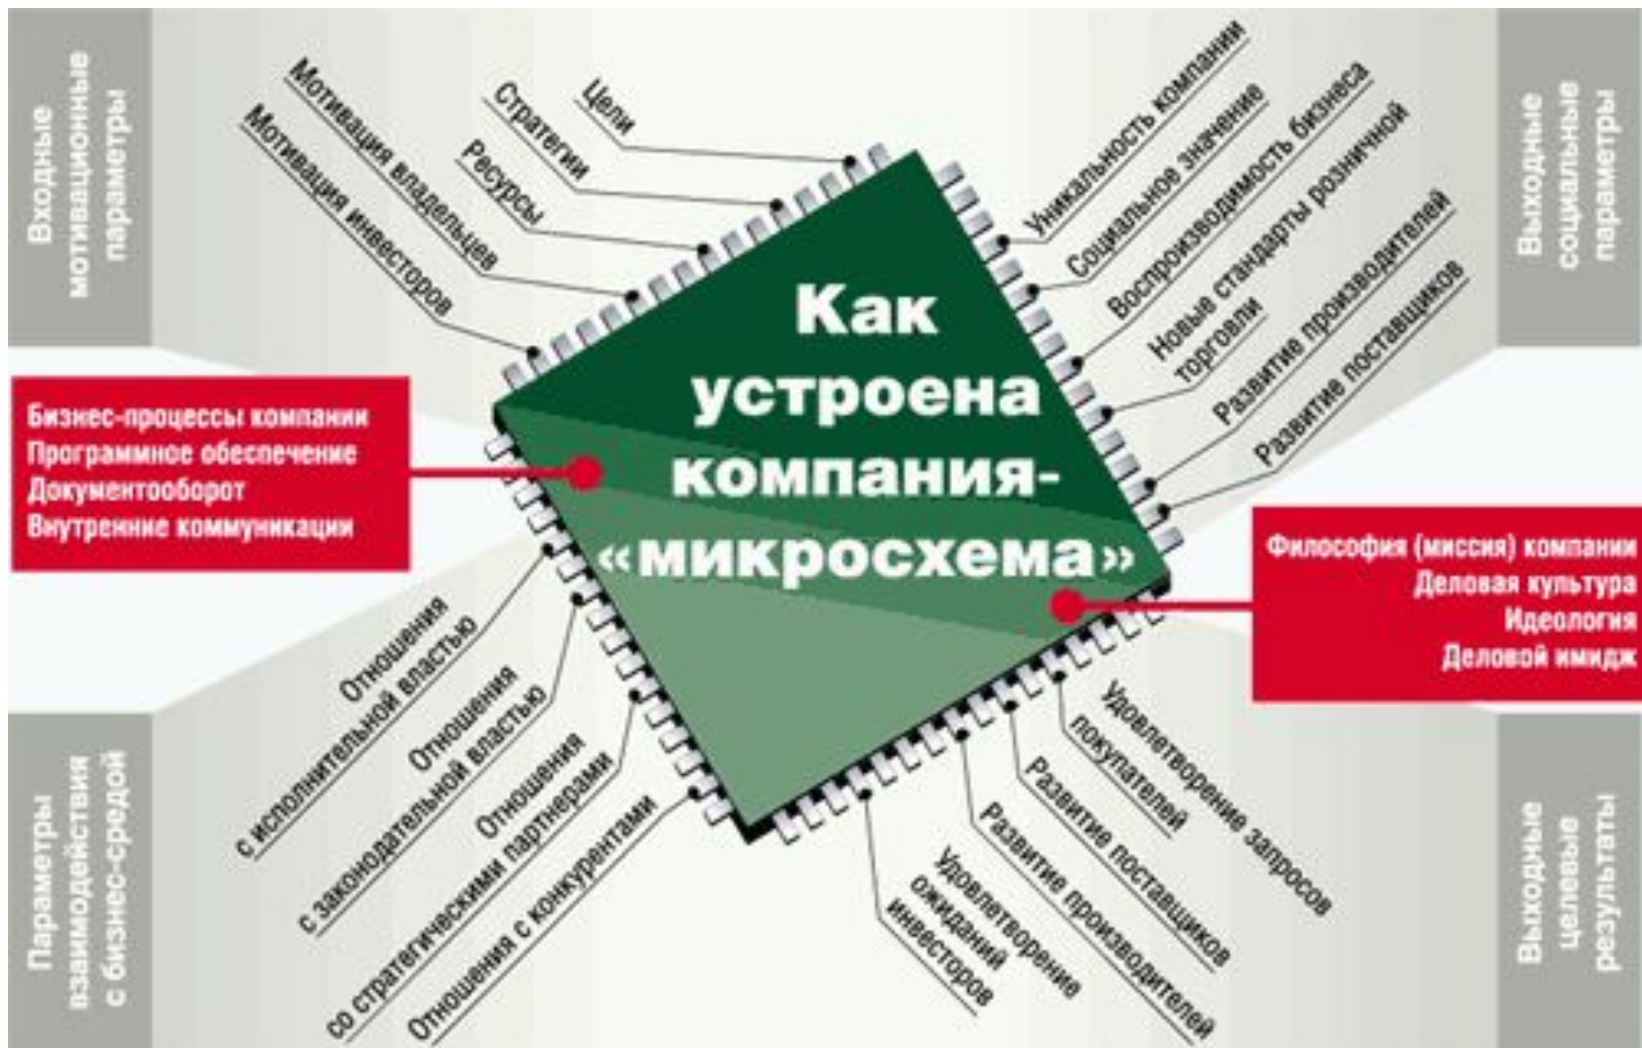 Входные
мотивационные
параметры
Мотивация инвесторов
Мотивация владельцев
Ресурсы
Стратегии
Цели
Как
устроена
компания-
«микросхема»
Уникальность компании
Социальное значение
Воспроизводимость бизнеса
Новые стандарты розничной
торговли
Развитие производителей
Развитие поставщиков
Выходные
социальные
параметры
Бизнес-процессы компании
Программное обеспечение
Документооборот
Внутренние коммуникации
Философия (миссия) компании
Деловая культура
Идеология
Деловой имидж
Параметры
взаимодействия
с бизнес-средой
Отношения
с исполнительной властью
Отношения
с законодательной властью
Отношения
со стратегическими партнерами
Отношения с конкурентами
Удовлетворение
ожиданий
инвесторов
Развитие производителей
Развитие поставщиков
Удовлетворение запросов
покупателей
Выходные
целевые
результаты